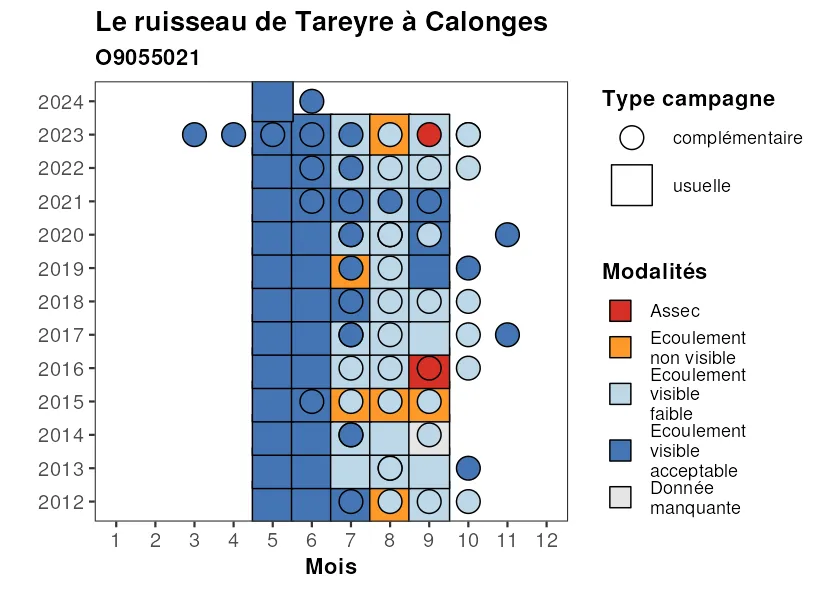 Le ruisseau de Tareyre à Calonges
O9055021
2024
2023
2022
2021
2020
2019
2018
2017
2016
2015
2014
2013
2012
1 2 3 4 5 6 7 8 9 10 11 12
Mois
Type campagne
complémentaire
usuelle
Modalités
Assec
Ecoulement
non visible
Ecoulement
visible
faible
Ecoulement
visible
acceptable
Donnée
manquante